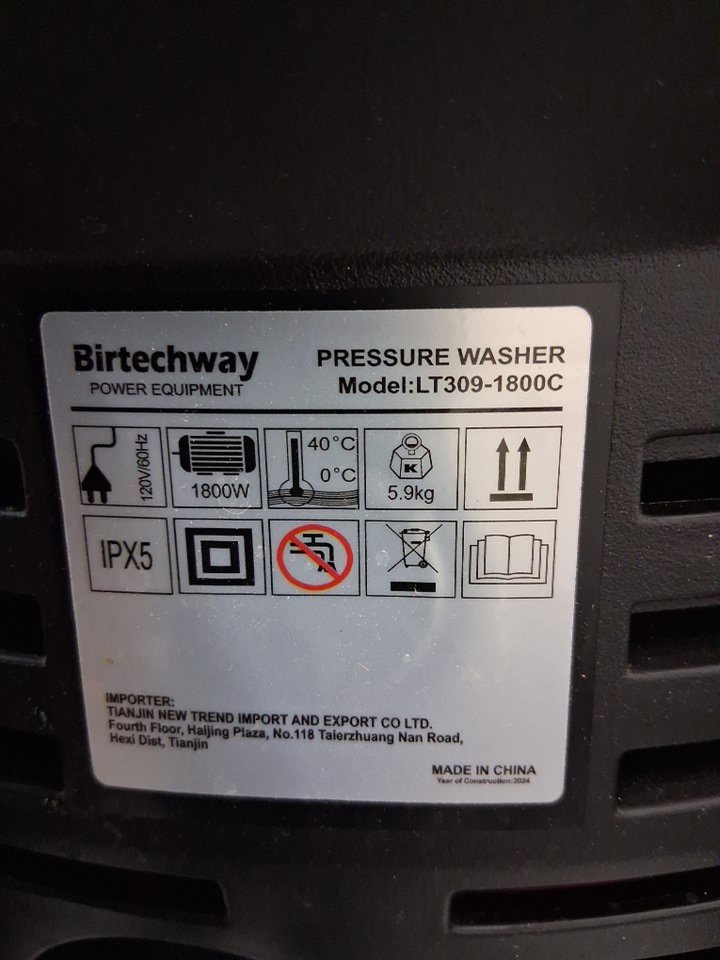 Birtechway
POWER EQUIPMENT
PRESSURE WASHER
Model:LT309-1800C
120V/60Hz
1800W
40°C
0°C
K
5.9kg
IPX5
IMPORTER:
TIANJIN NEW TREND IMPORT AND EXPORT CO LTD.
Fourth Floor, Haijing Plaza, No.118 Taierzhuang Nan Road,
Hexi Dist, Tianjin
MADE IN CHINA
Year of Construction:2024